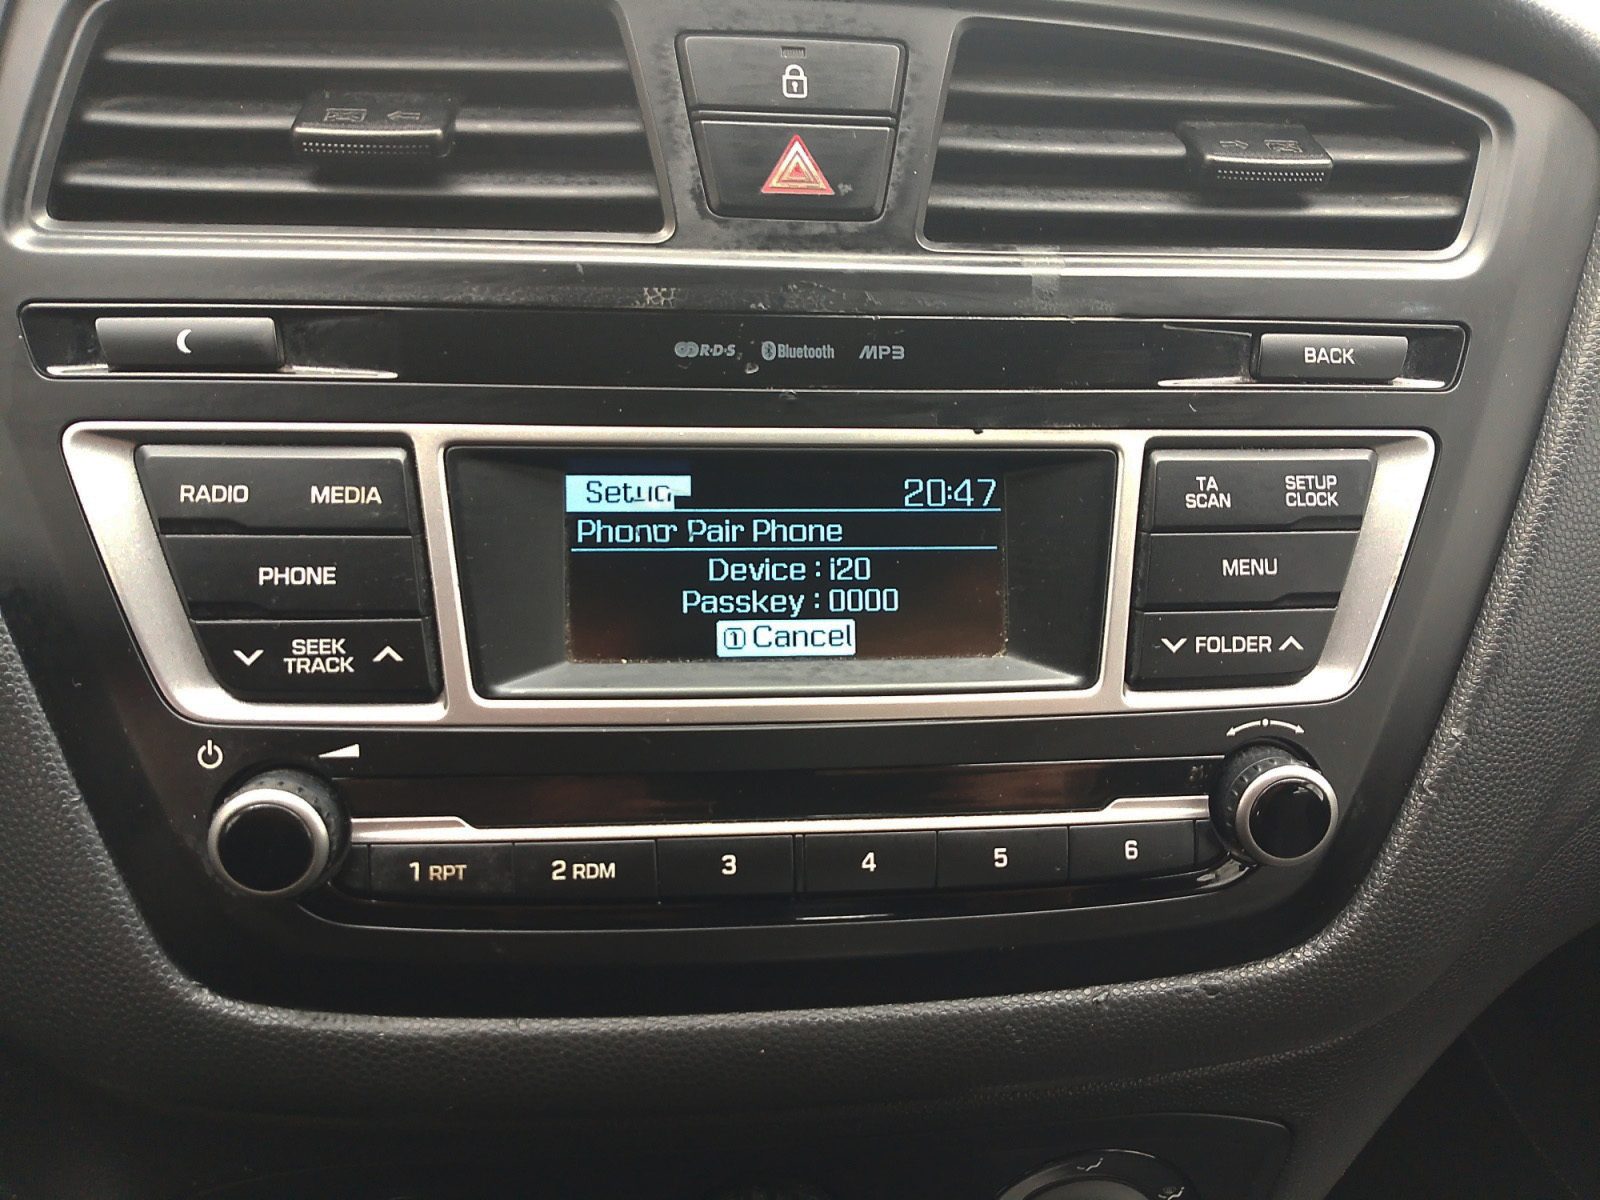 R·D·S Bluetooth MP3
BACK
RADIO MEDIA
PHONE
SEEK
TRACK
20:47
Pair Phone
Device : i20
Passkey : 0000
1 Cancel
TA
SCAN
SETUP
CLOCK
MENU
FOLDER
1 RPT 2 RDM 3 4 5 6